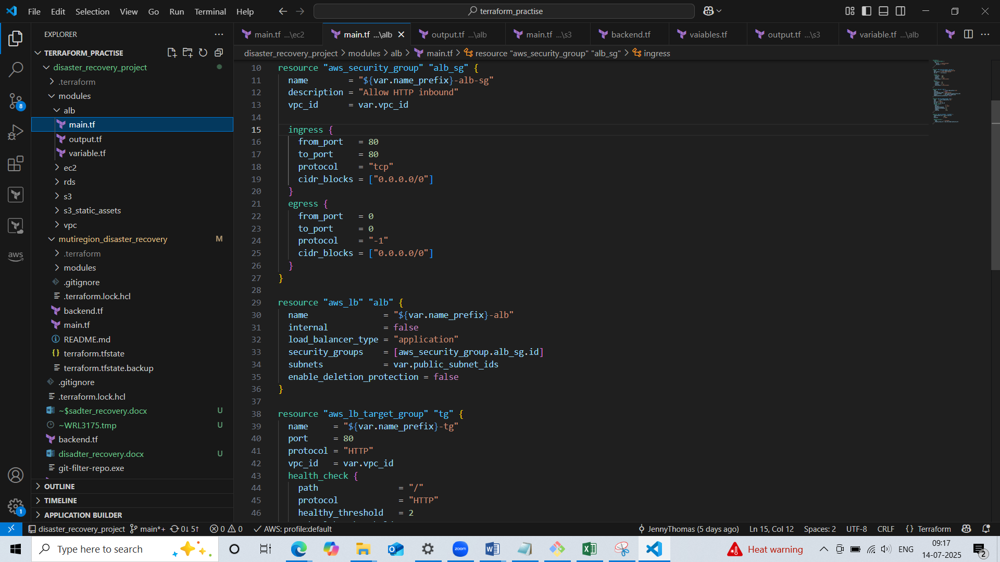 File Edit Selection View Go Run Terminal Help
terraform_practise
EXPLORER
TERRAFORM_PRACTISE
disaster_recovery_project
.terraform
modules
alb
main.tf
output.tf
variable.tf
ec2
rds
s3
s3_static_assets
vpc
mutiregion_disaster_recovery M
.terraform
modules
.gitignore
.terraform.lock.hcl
backend.tf
main.tf
README.md
terraform.tfstate
terraform.tfstate.backup
.gitignore
.terraform.lock.hcl
~$sadter_recovery.docx U
~WRL3175.tmp U
backend.tf
disadter_recovery.docx U
git-filter-repo.exe
OUTLINE
TIMELINE
APPLICATION BUILDER
aws
8
1
main.tf ...\ec2 main.tf ...\alb output.tf ...\alb main.tf ...\s3 backend.tf vaiables.tf output.tf ...\s3 variable.tf ...\alb
disaster_recovery_project > modules > alb > main.tf > resource "aws_security_group" "alb_sg" > ingress
10 resource "aws_security_group" "alb_sg" {
11 name = "${var.name_prefix}-alb-sg"
12 description = "Allow HTTP inbound"
13 vpc_id = var.vpc_id
14
15 ingress {
16 from_port = 80
17 to_port = 80
18 protocol = "tcp"
19 cidr_blocks = ["0.0.0.0/0"]
20 }
21 egress {
22 from_port = 0
23 to_port = 0
24 protocol = "-1"
25 cidr_blocks = ["0.0.0.0/0"]
26 }
27 }
28
29 resource "aws_lb" "alb" {
30 name = "${var.name_prefix}-alb"
31 internal = false
32 load_balancer_type = "application"
33 security_groups = [aws_security_group.alb_sg.id]
34 subnets = var.public_subnet_ids
35 enable_deletion_protection = false
36 }
37
38 resource "aws_lb_target_group" "tg" {
39 name = "${var.name_prefix}-tg"
40 port = 80
41 protocol = "HTTP"
42 vpc_id = var.vpc_id
43 health_check {
44 path = "/"
45 protocol = "HTTP"
46 healthy_threshold = 2
disaster_recovery_project main*+ 0↓ 5↑ 0 0 AWS: profile:default JennyThomas (5 days ago) Ln 15, Col 12 Spaces: 2 UTF-8 CRLF {} Terraform
Type here to search zoom Heat warning ENG 09:17
14-07-2025 2